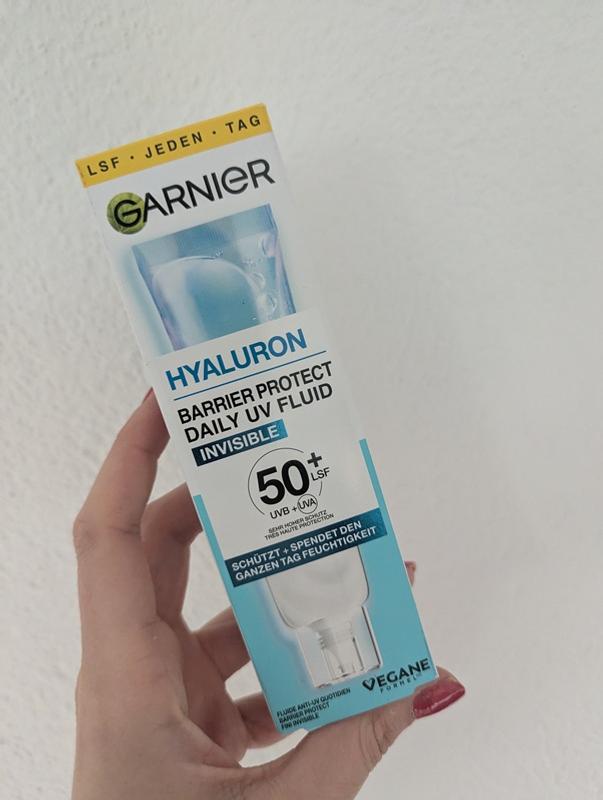 LSF · JEDEN · TAG
GARNIER
HYALURON
BARRIER PROTECT
DAILY UV FLUID
INVISIBLE
50+
LSF
UVB + UVA
SEHR HOHER SCHUTZ
TRÈS HAUTE PROTECTION
SCHÜTZT + SPENDET DEN
GANZEN TAG FEUCHTIGKEIT
VEGANE
FORMEL
FLUIDE ANTI-UV QUOTIDIEN
BARRIER PROTECT
FINI INVISIBLE